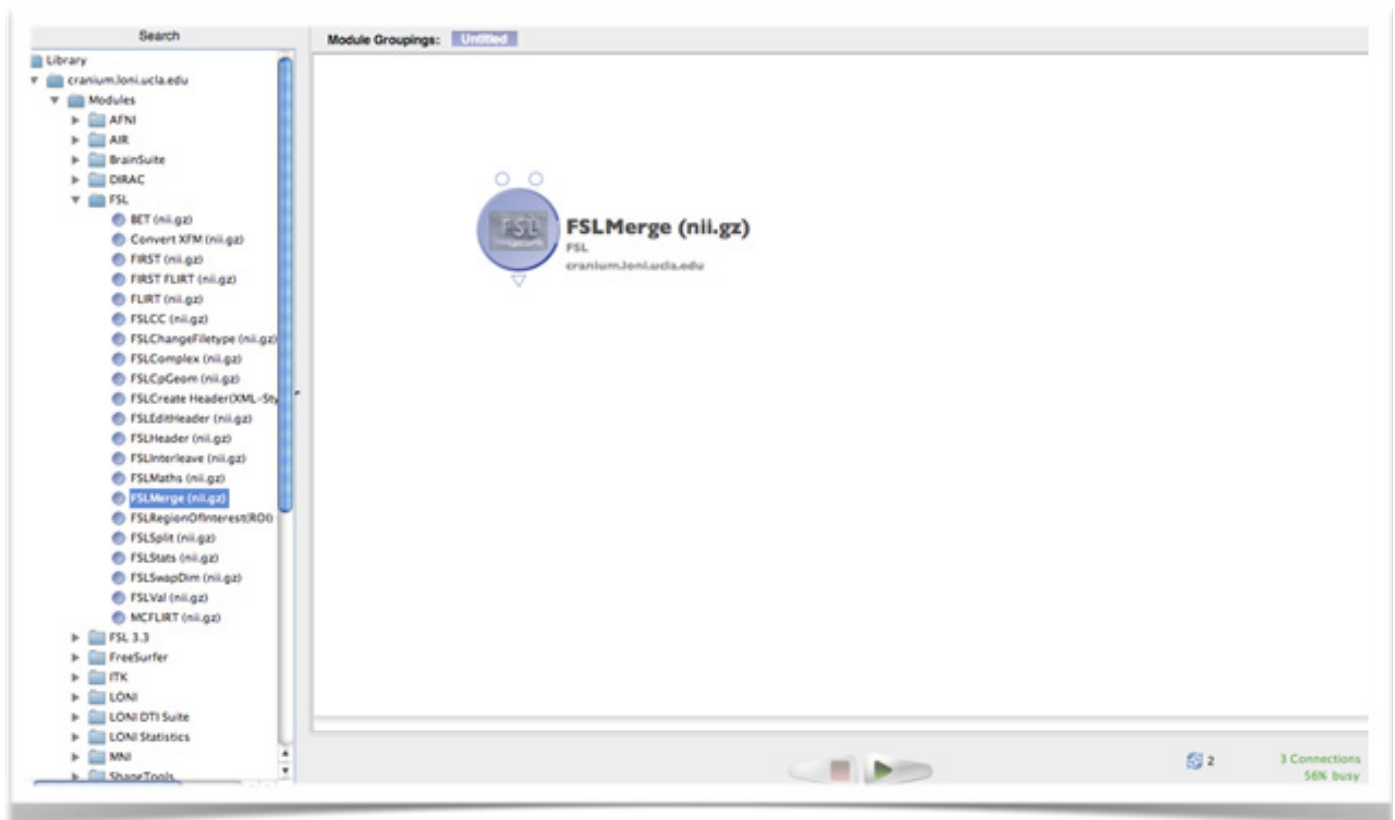 Search
Module Groupings: Untitled
Library
cranium.loni.ucla.edu
Modules
AFNI
AIR
BrainSuite
DIRAC
FSL
BET (nii.gz)
Convert XFM (nii.gz)
FIRST (nii.gz)
FIRST FLIRT (nii.gz)
FLIRT (nii.gz)
FSLCC (nii.gz)
FSLChangeFiletype (nii.gz)
FSLComplex (nii.gz)
FSLCpGeom (nii.gz)
FSLCreate Header(XML-Sty
FSLEditHeader (nii.gz)
FSLHeader (nii.gz)
FSLInterleave (nii.gz)
FSLMaths (nii.gz)
FSLMerge (nii.gz)
FSLRegionOfInterest(ROI)
FSLSplit (nii.gz)
FSLStats (nii.gz)
FSLSwapDim (nii.gz)
FSLVal (nii.gz)
MCFLIRT (nii.gz)
FSL 3.3
FreeSurfer
ITK
LONI
LONI DTI Suite
LONI Statistics
MNI
ShapeTools
FSL
FSLMerge (nii.gz)
FSL
cranium.loni.ucla.edu
2
3 Connections
56% busy